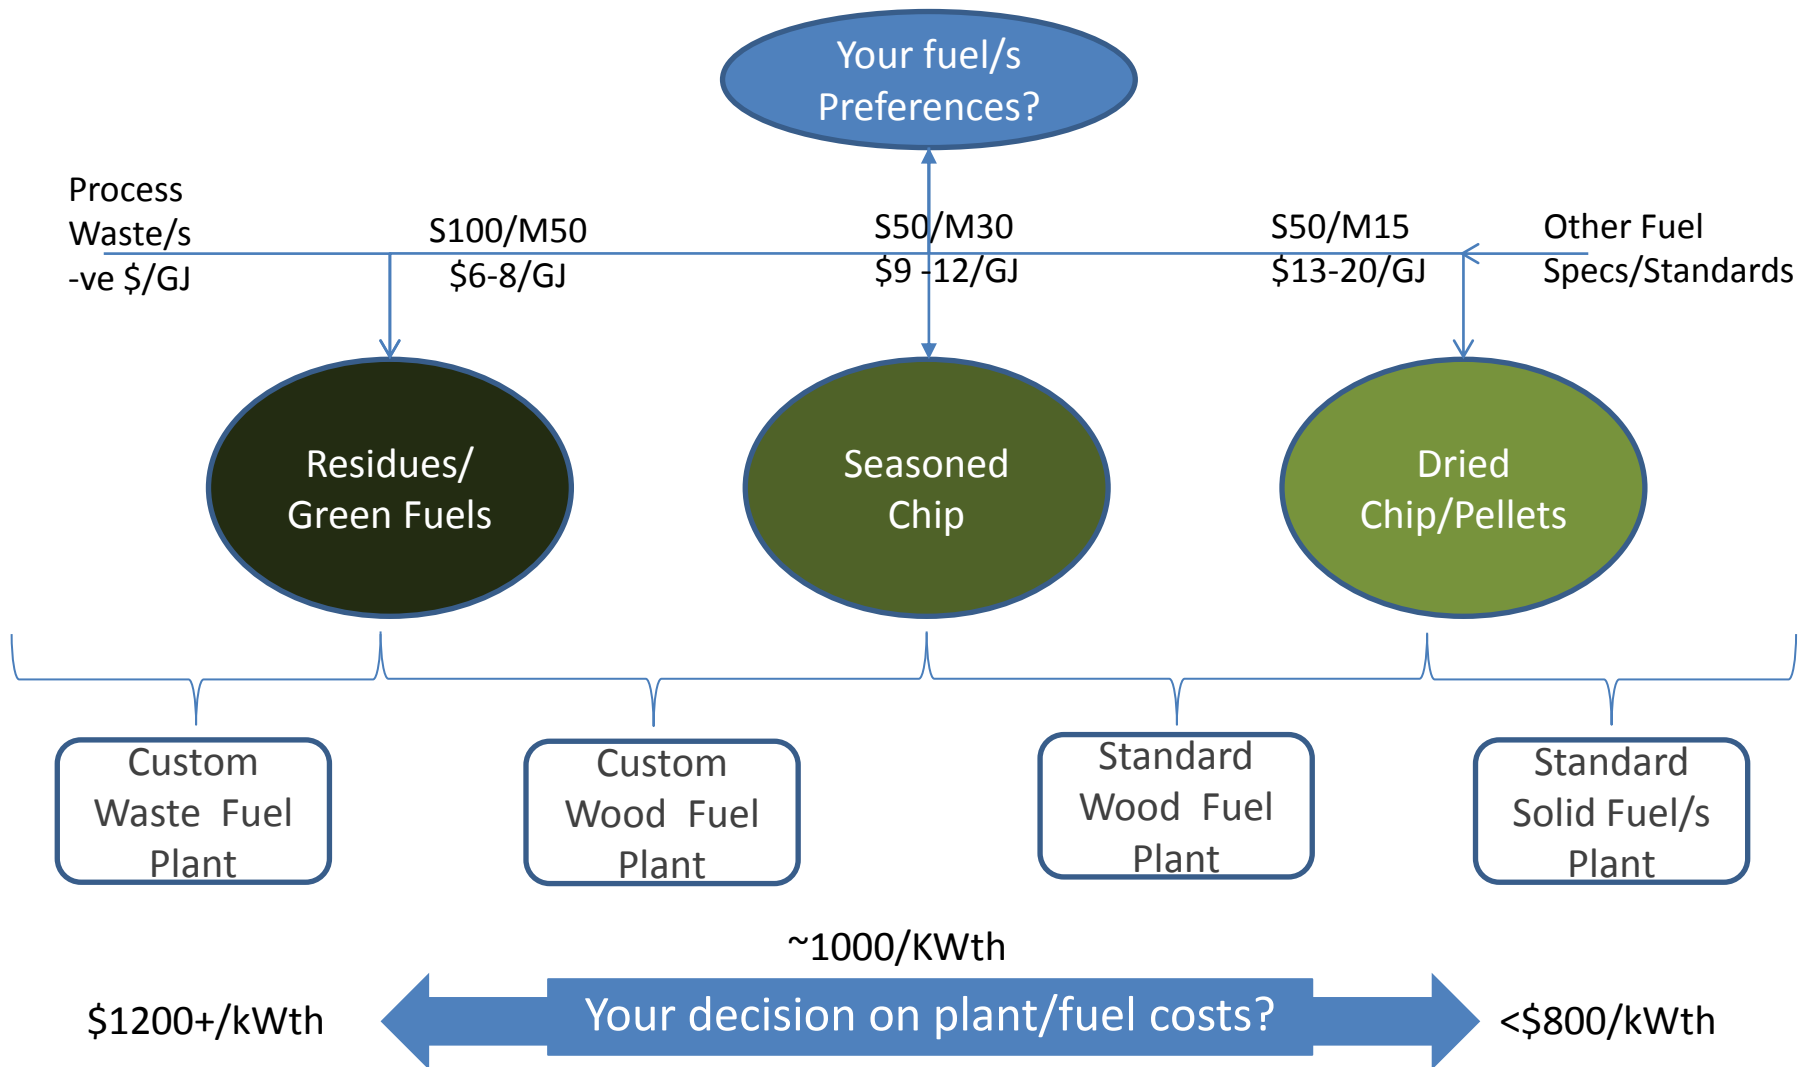 Your fuel/s
Preferences?
Process
Waste/s
-ve $/GJ
S100/M50
$6-8/GJ
S50/M30
$9 -12/GJ
S50/M15
$13-20/GJ
Other Fuel
Specs/Standards
Residues/
Green Fuels
Seasoned
Chip
Dried
Chip/Pellets
Custom
Waste Fuel
Plant
Custom
Wood Fuel
Plant
Standard
Wood Fuel
Plant
Standard
Solid Fuel/s
Plant
~1000/KWth
$1200+/kWth
Your decision on plant/fuel costs?
<$800/kWth